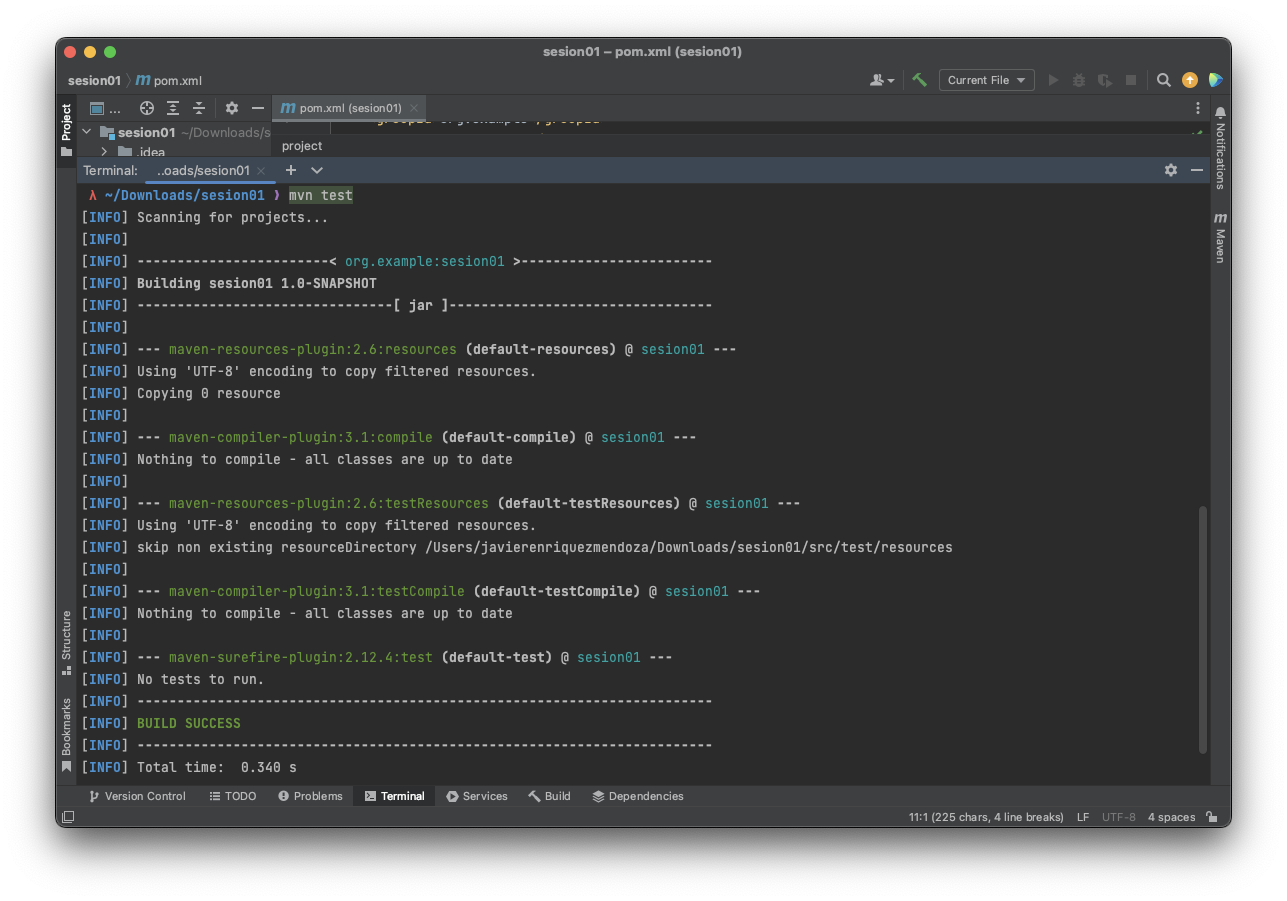 sesion01 – pom.xml (sesion01)
sesion01 〉 m pom.xml
Current File
Project
...
m pom.xml (sesion01)
sesion01 ~/Downloads/s
.idea
project
Notifications
m Maven
Terminal: ..oads/sesion01
λ ~/Downloads/sesion01 ❯ mvn test
[INFO] Scanning for projects...
[INFO]
[INFO] ------------------------< org.example:sesion01 >------------------------
[INFO] Building sesion01 1.0-SNAPSHOT
[INFO] --------------------------------[ jar ]---------------------------------
[INFO]
[INFO] --- maven-resources-plugin:2.6:resources (default-resources) @ sesion01 ---
[INFO] Using 'UTF-8' encoding to copy filtered resources.
[INFO] Copying 0 resource
[INFO]
[INFO] --- maven-compiler-plugin:3.1:compile (default-compile) @ sesion01 ---
[INFO] Nothing to compile - all classes are up to date
[INFO]
[INFO] --- maven-resources-plugin:2.6:testResources (default-testResources) @ sesion01 ---
[INFO] Using 'UTF-8' encoding to copy filtered resources.
[INFO] skip non existing resourceDirectory /Users/javierenriquezmendoza/Downloads/sesion01/src/test/resources
[INFO]
[INFO] --- maven-compiler-plugin:3.1:testCompile (default-testCompile) @ sesion01 ---
[INFO] Nothing to compile - all classes are up to date
[INFO]
[INFO] --- maven-surefire-plugin:2.12.4:test (default-test) @ sesion01 ---
[INFO] No tests to run.
[INFO] ------------------------------------------------------------------------
[INFO] BUILD SUCCESS
[INFO] ------------------------------------------------------------------------
[INFO] Total time:  0.340 s
Structure
Bookmarks
Version Control TODO Problems Terminal Services Build Dependencies
11:1 (225 chars, 4 line breaks) LF UTF-8 4 spaces